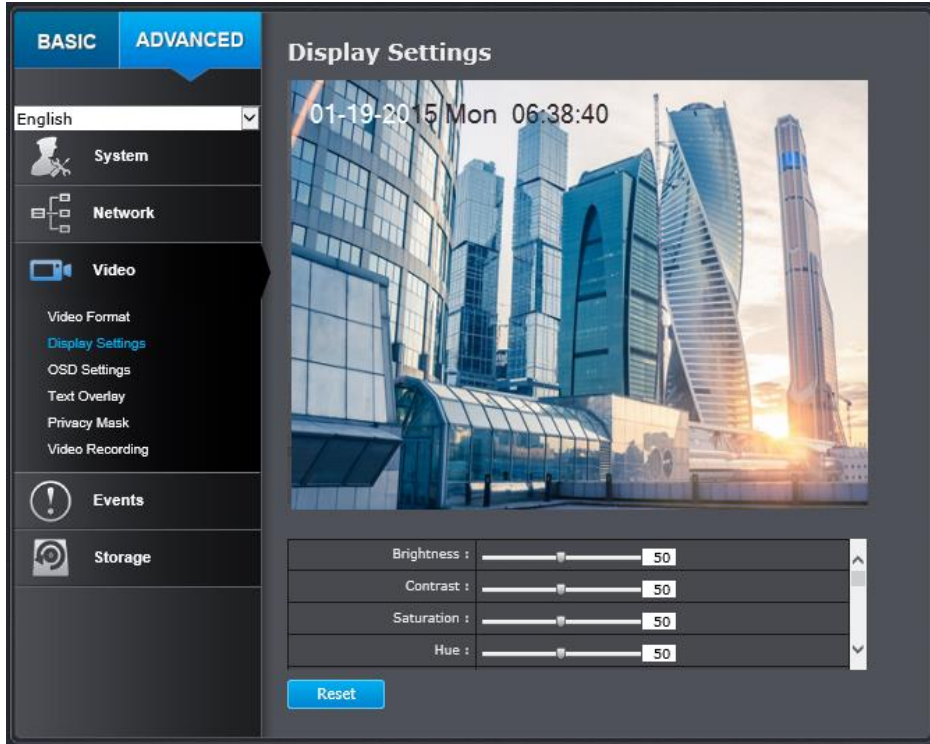 BASIC ADVANCED
English
System
Network
Video
Video Format
Display Settings
OSD Settings
Text Overlay
Privacy Mask
Video Recording
Events
Storage
Display Settings
01-19-2015 Mon 06:38:40
Brightness : 50
Contrast : 50
Saturation : 50
Hue : 50
Reset